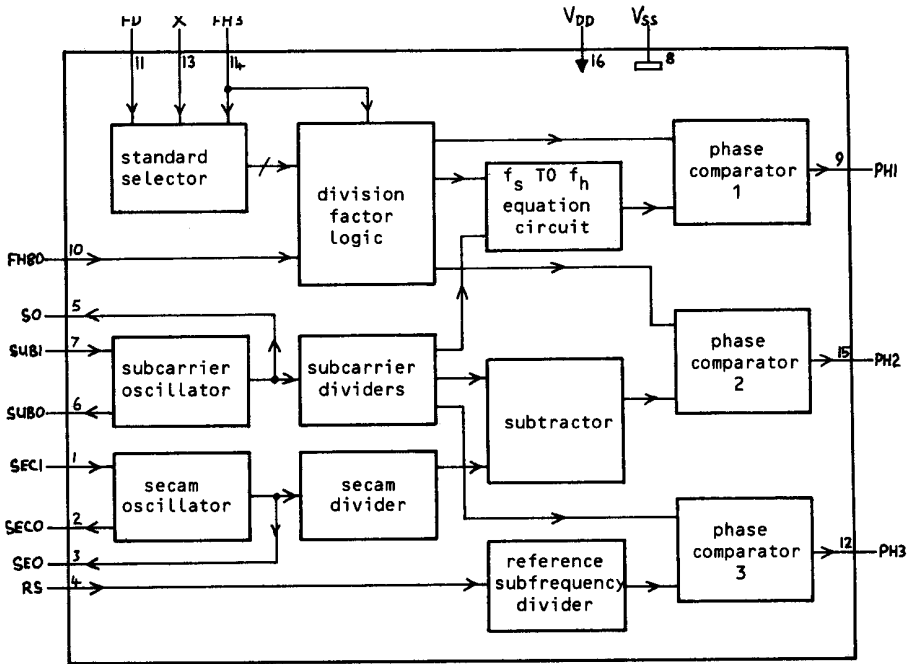 X
VDD
VSS
11
13
14
16
8
standard
selector
division
factor
logic
fs TO fh
equation
circuit
phase
comparator
1
9
PH1
FH80
10
SO
5
SUBI
7
subcarrier
oscillator
subcarrier
dividers
SUBO
6
subtractor
phase
comparator
2
15
PH2
SECI
1
secam
oscillator
secam
divider
SECO
2
SEO
3
RS
4
reference
subfrequency
divider
phase
comparator
3
12
PH3